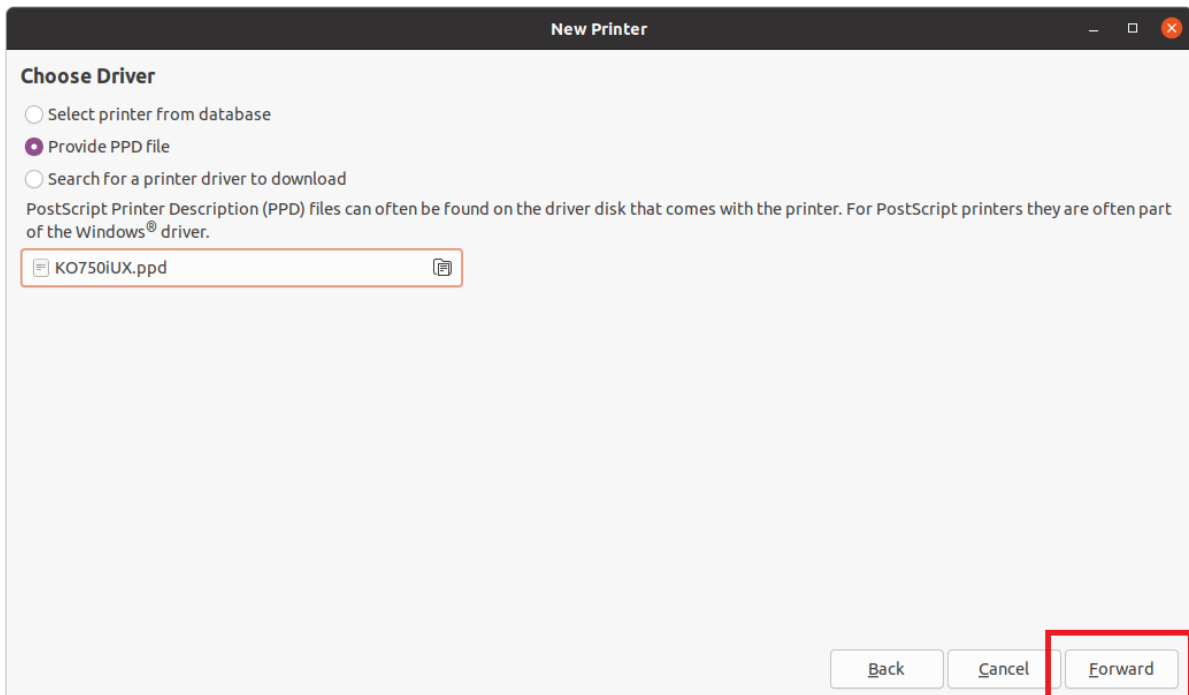 New Printer
Choose Driver
Select printer from database
Provide PPD file
Search for a printer driver to download
PostScript Printer Description (PPD) files can often be found on the driver disk that comes with the printer. For PostScript printers they are often part
of the Windows® driver.
KO750iUX.ppd
Back Cancel Forward